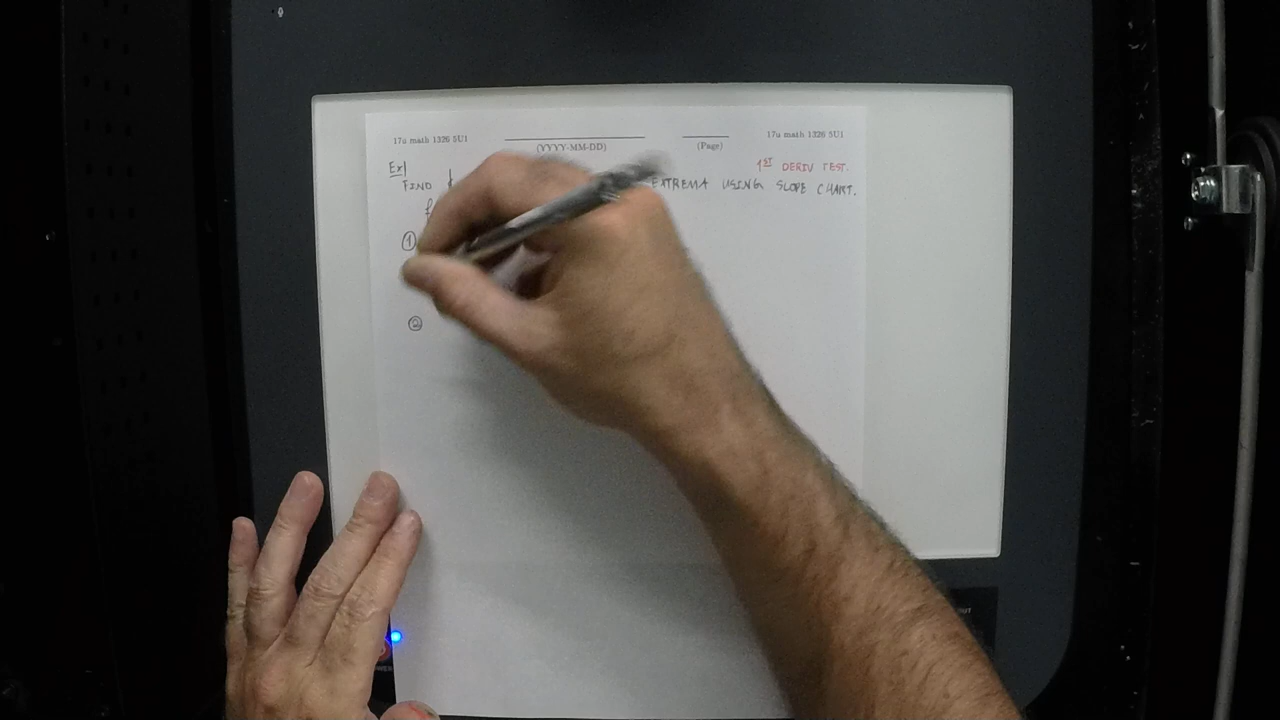 17u math 1326 5U1 (YYYY-MM-DD) (Page) 17u math 1326 5U1
Ex1
1ST DERIV TEST.
FIND EXTREMA USING SLOPE CHART.
f
①
②